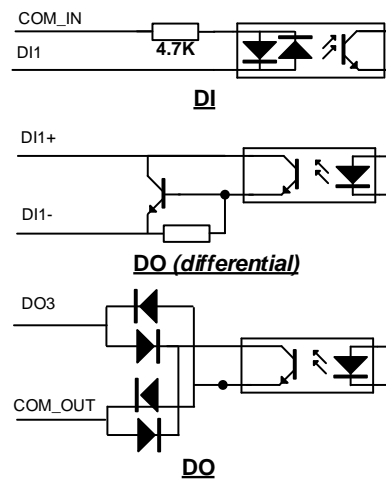 COM_IN
4.7K
DI1
DI
DI1+
DI1-
DO (differential)
DO3
COM_OUT
DO